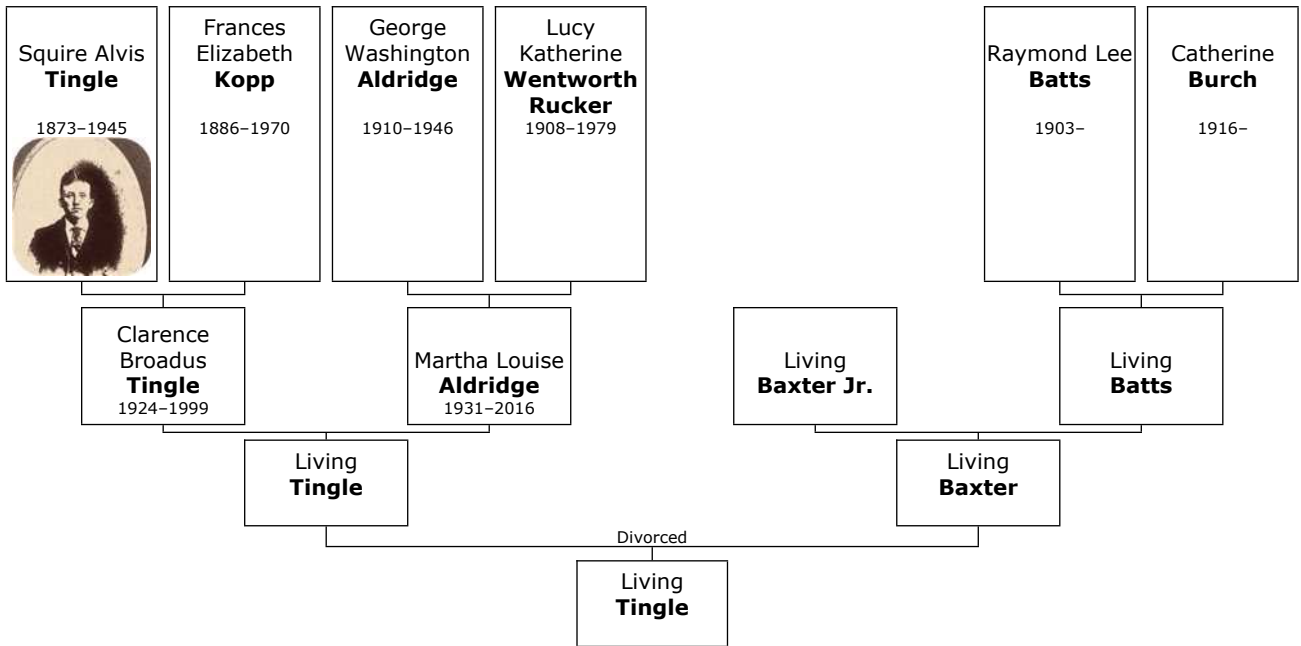 Squire Alvis
Tingle
1873–1945
Frances
Elizabeth
Kopp
1886–1970
George
Washington
Aldridge
1910–1946
Lucy
Katherine
Wentworth
Rucker
1908–1979
Raymond Lee
Batts
1903–
Catherine
Burch
1916–
Clarence
Broadus
Tingle
1924–1999
Martha Louise
Aldridge
1931–2016
Living
Baxter Jr.
Living
Batts
Living
Tingle
Living
Baxter
Divorced
Living
Tingle